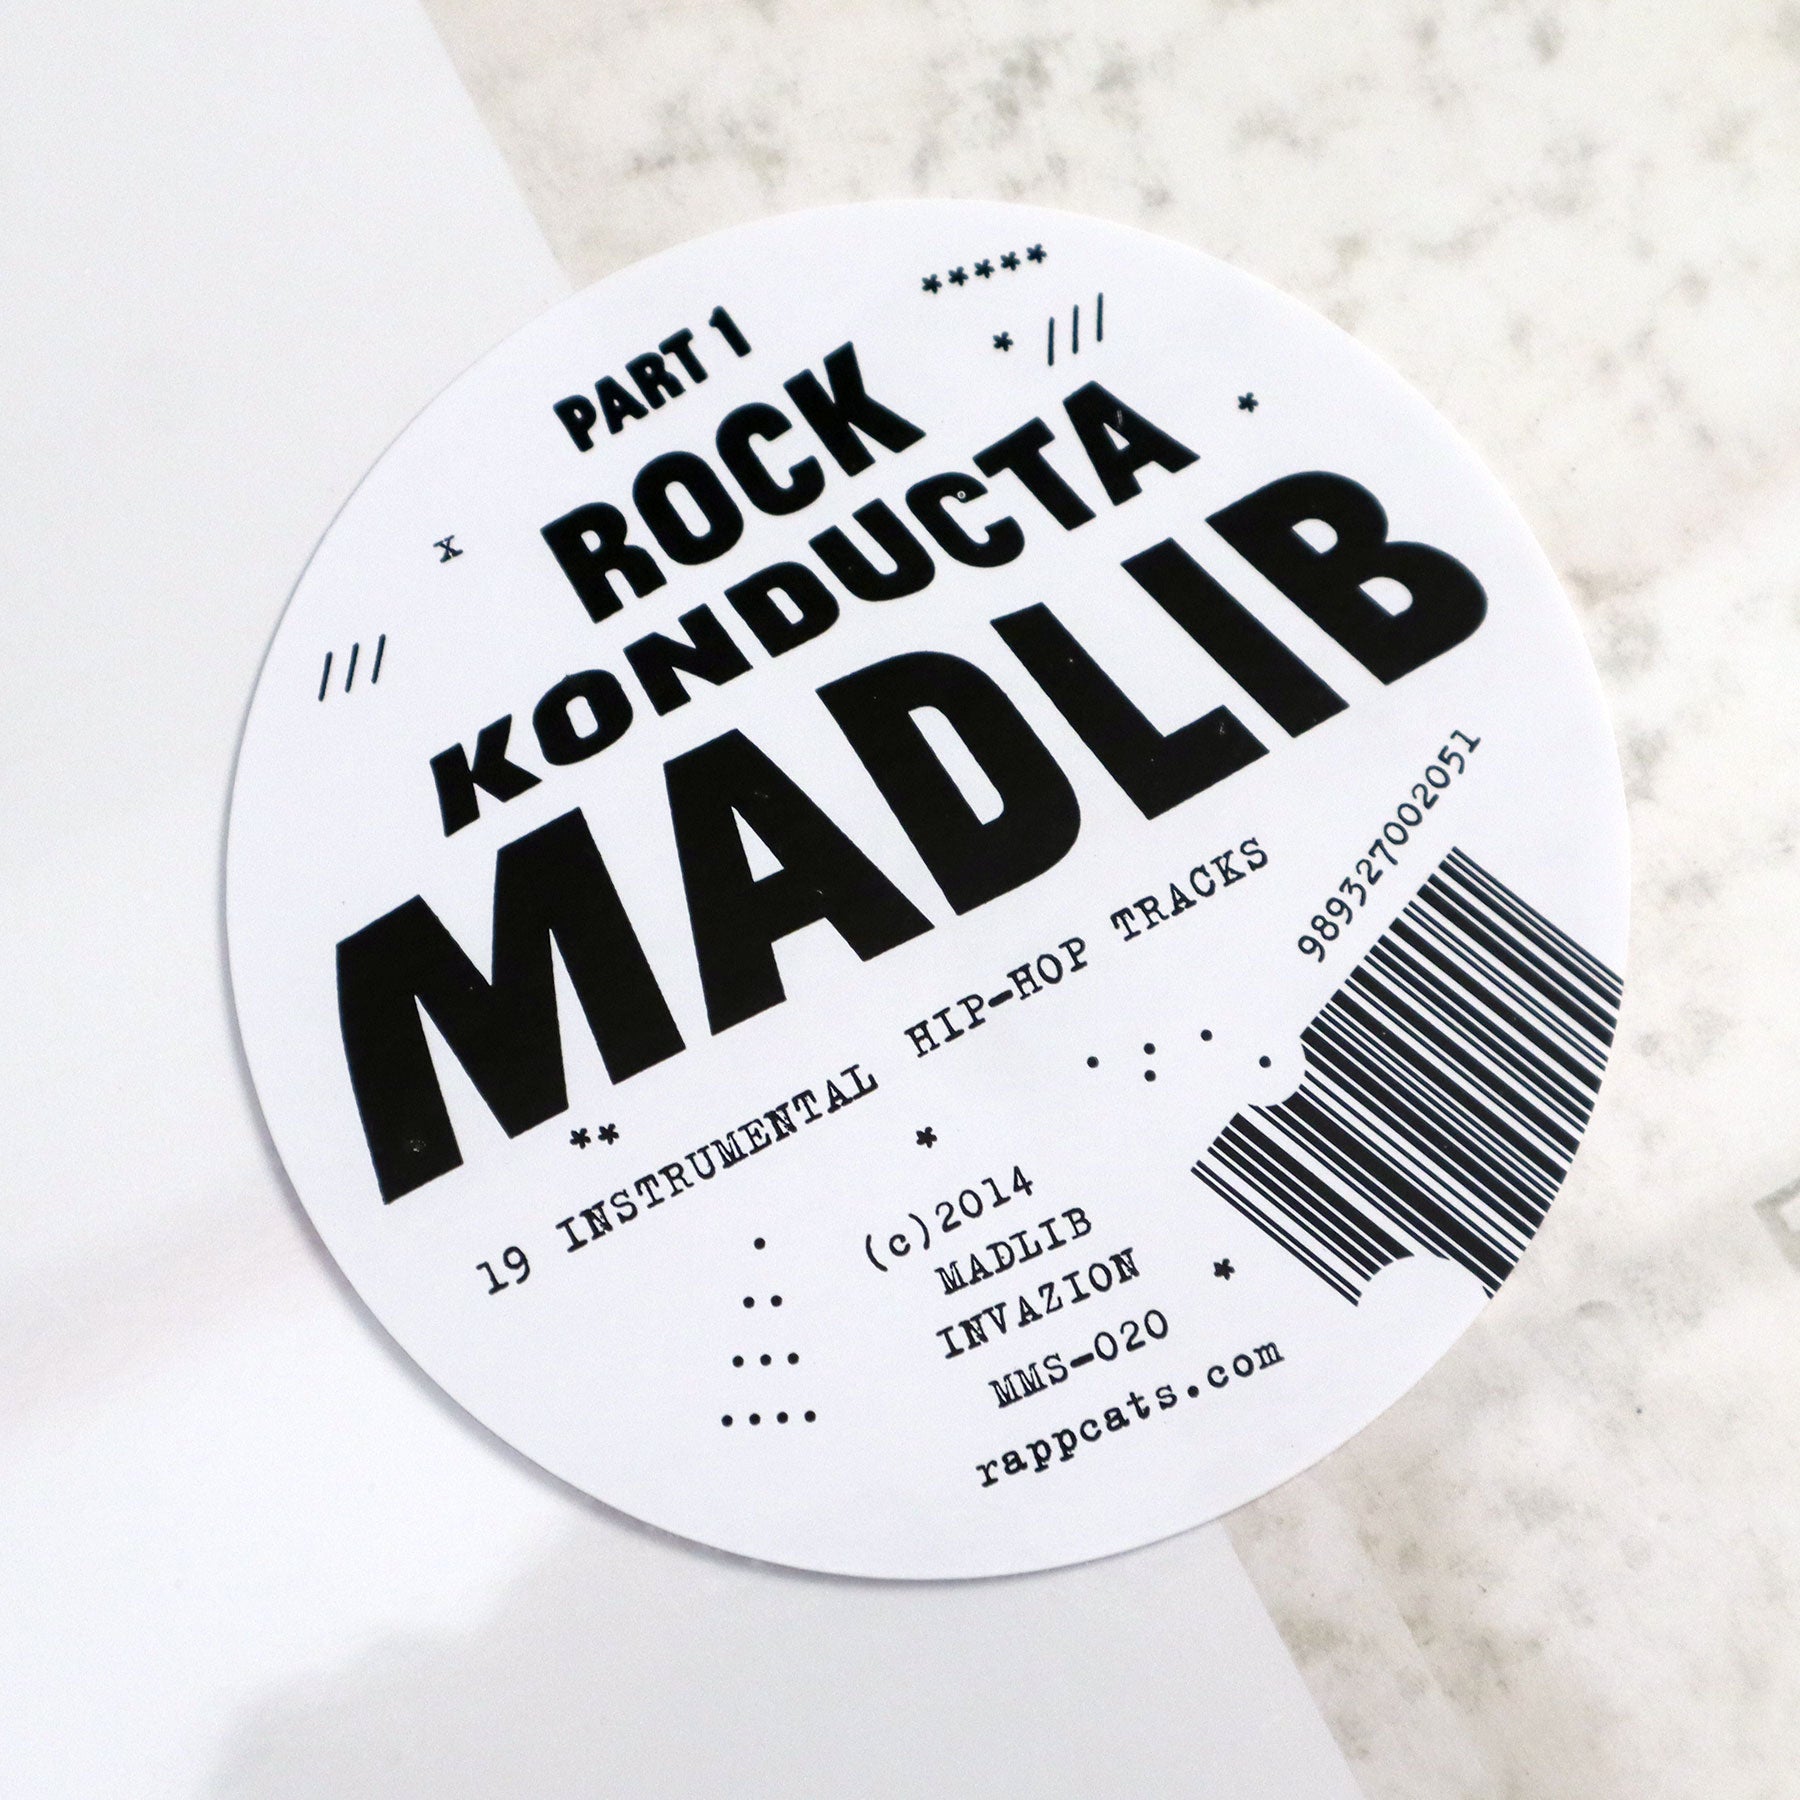 *****
* ///
PART 1
*
x
ROCK
///
KONDUCTA
MADLIB
989327002051
**
19 INSTRUMENTAL HIP-HOP TRACKS
*
(c)2014
MADLIB
INVAZION
*
MMS-020
rappcats.com